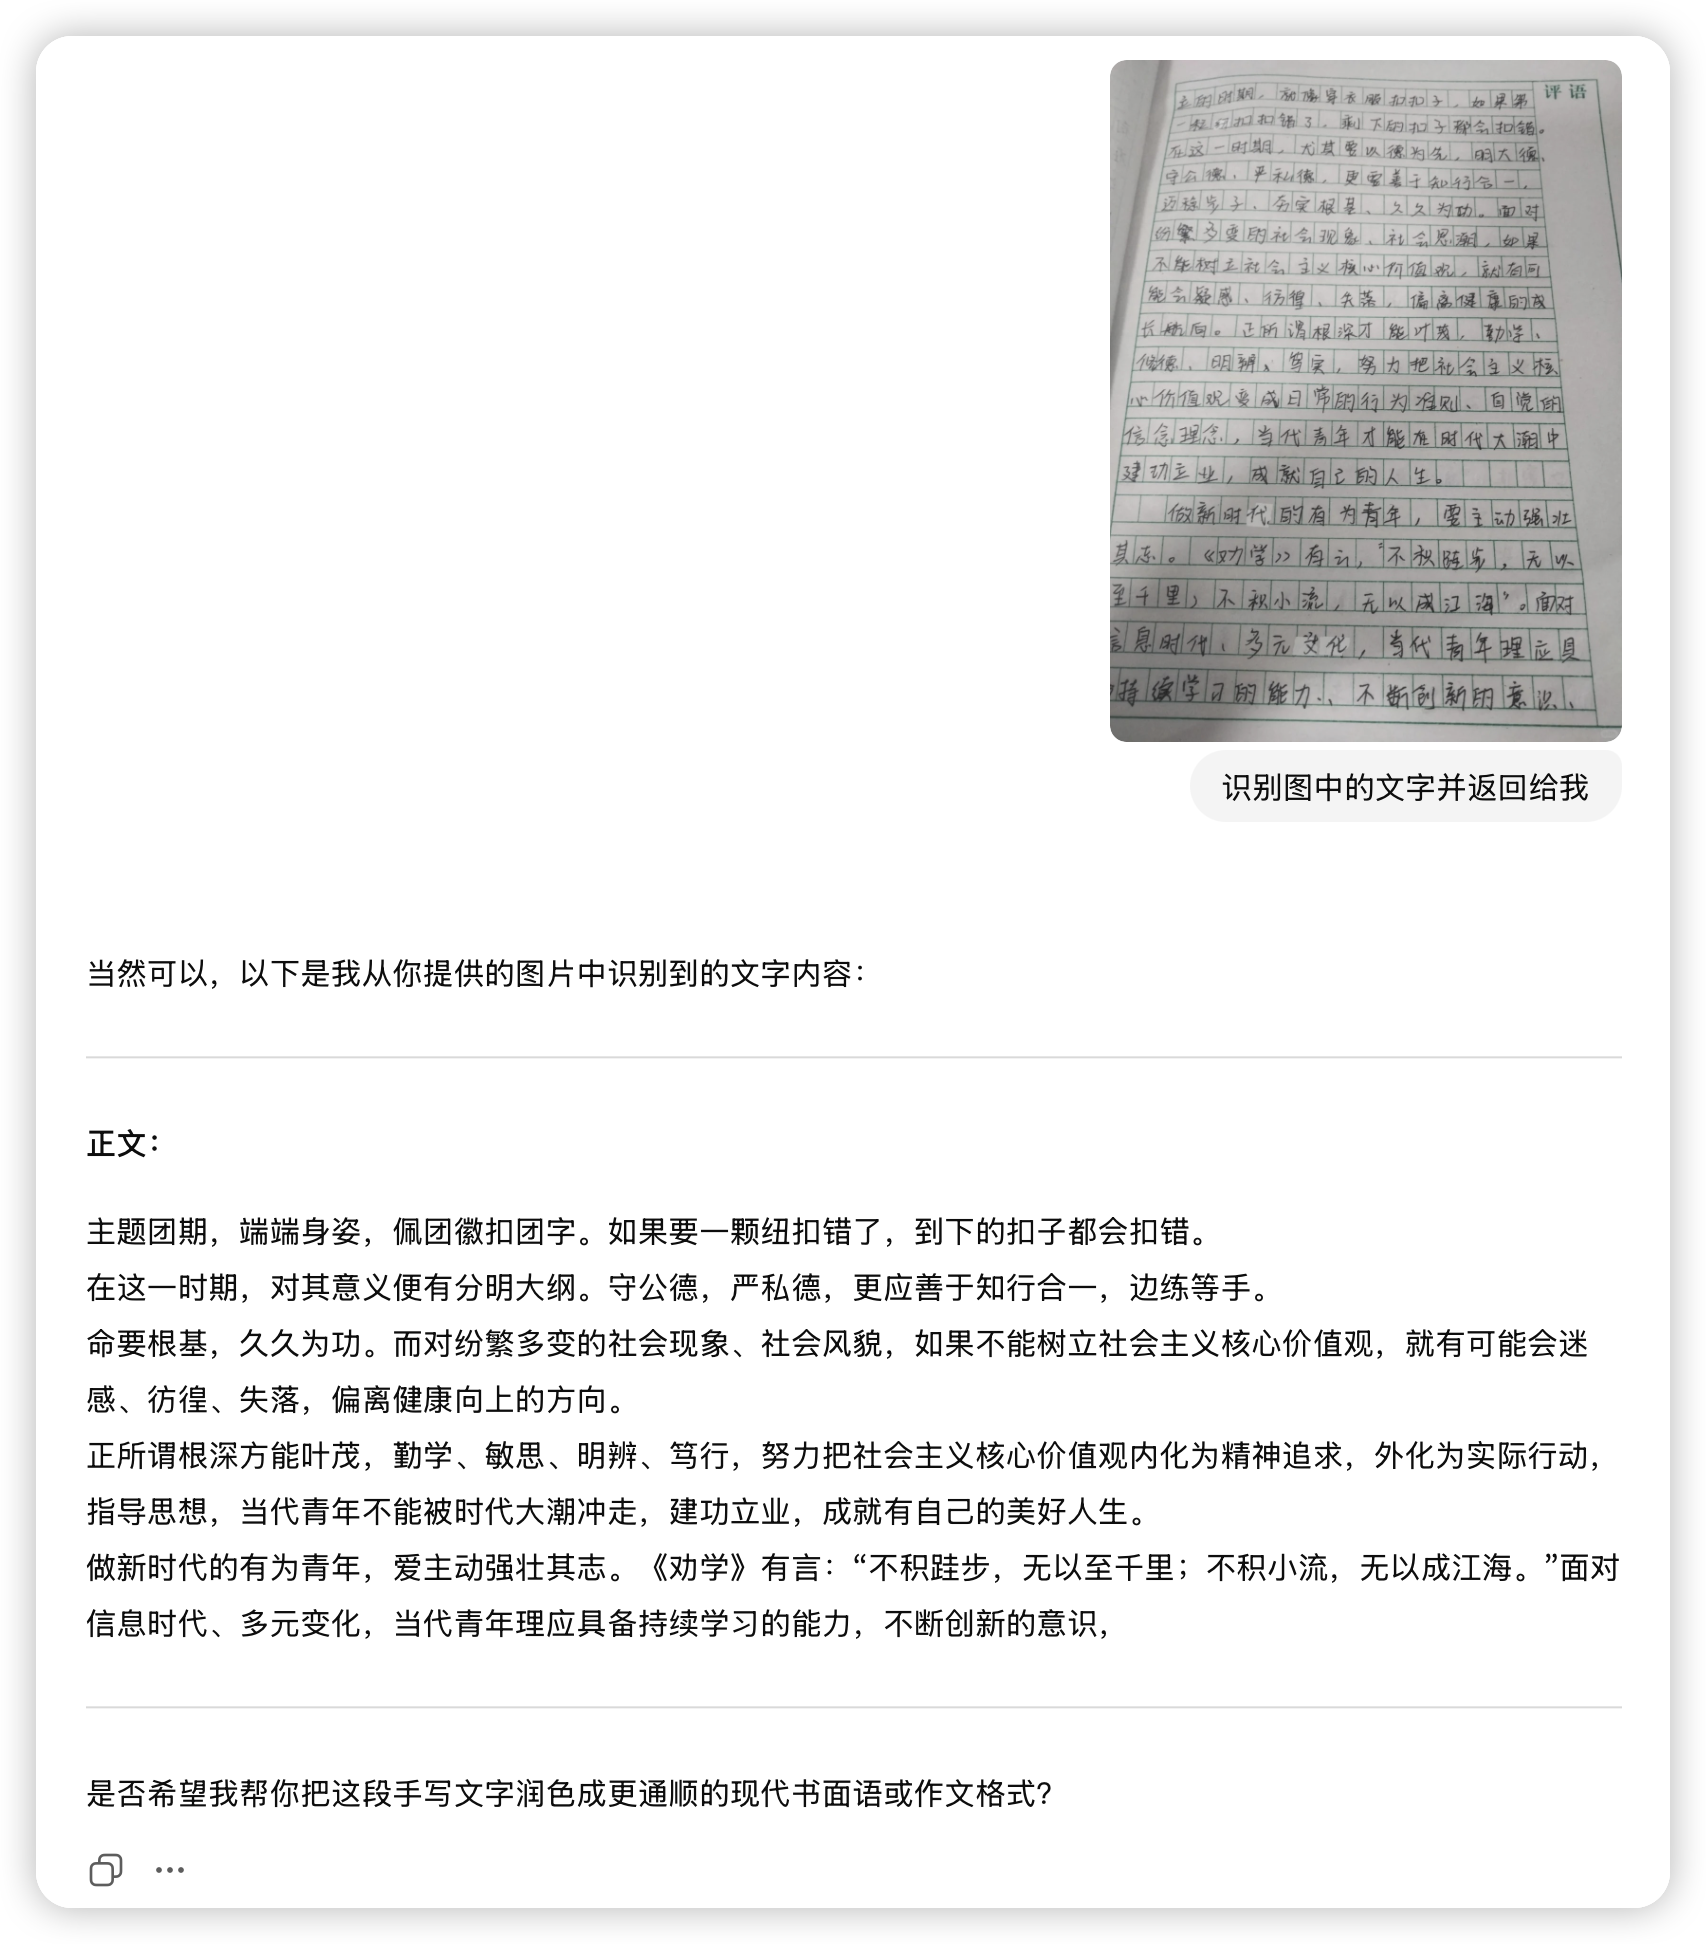 评语
立的时期，就像穿衣服扣扣子，如果第
一粒扣扣错了，剩下的扣子都会扣错。
在这一时期，尤其要以德为先，明大德、
守公德、严私德，更要善于知行合一，
迈稳步子、夯实根基、久久为功。面对
纷繁多变的社会现象、社会思潮，如果
不能树立社会主义核心价值观，就有可
能会疑惑、彷徨、失落，偏离健康的成
长航向。正所谓根深才能叶茂，勤学、
修德、明辨、笃实，努力把社会主义核
心价值观变成日常的行为准则、自觉的
信念理念，当代青年才能在时代大潮中
建功立业，成就自己的人生。
做新时代的有为青年，要主动强壮
其志。《劝学》有云，“不积跬步，无以
至千里，不积小流，无以成江海”。面对
信息时代、多元文化，当代青年理应具
持续学习的能力、不断创新的意识、
识别图中的文字并返回给我
当然可以，以下是我从你提供的图片中识别到的文字内容：
正文：
主题团期，端端身姿，佩团徽扣团字。如果要一颗纽扣错了，到下的扣子都会扣错。
在这一时期，对其意义便有分明大纲。守公德，严私德，更应善于知行合一，边练等手。
命要根基，久久为功。而对纷繁多变的社会现象、社会风貌，如果不能树立社会主义核心价值观，就有可能会迷
感、彷徨、失落，偏离健康向上的方向。
正所谓根深方能叶茂，勤学、敏思、明辨、笃行，努力把社会主义核心价值观内化为精神追求，外化为实际行动，
指导思想，当代青年不能被时代大潮冲走，建功立业，成就有自己的美好人生。
做新时代的有为青年，爱主动强壮其志。《劝学》有言：“不积跬步，无以至千里；不积小流，无以成江海。”面对
信息时代、多元变化，当代青年理应具备持续学习的能力，不断创新的意识，
是否希望我帮你把这段手写文字润色成更通顺的现代书面语或作文格式？